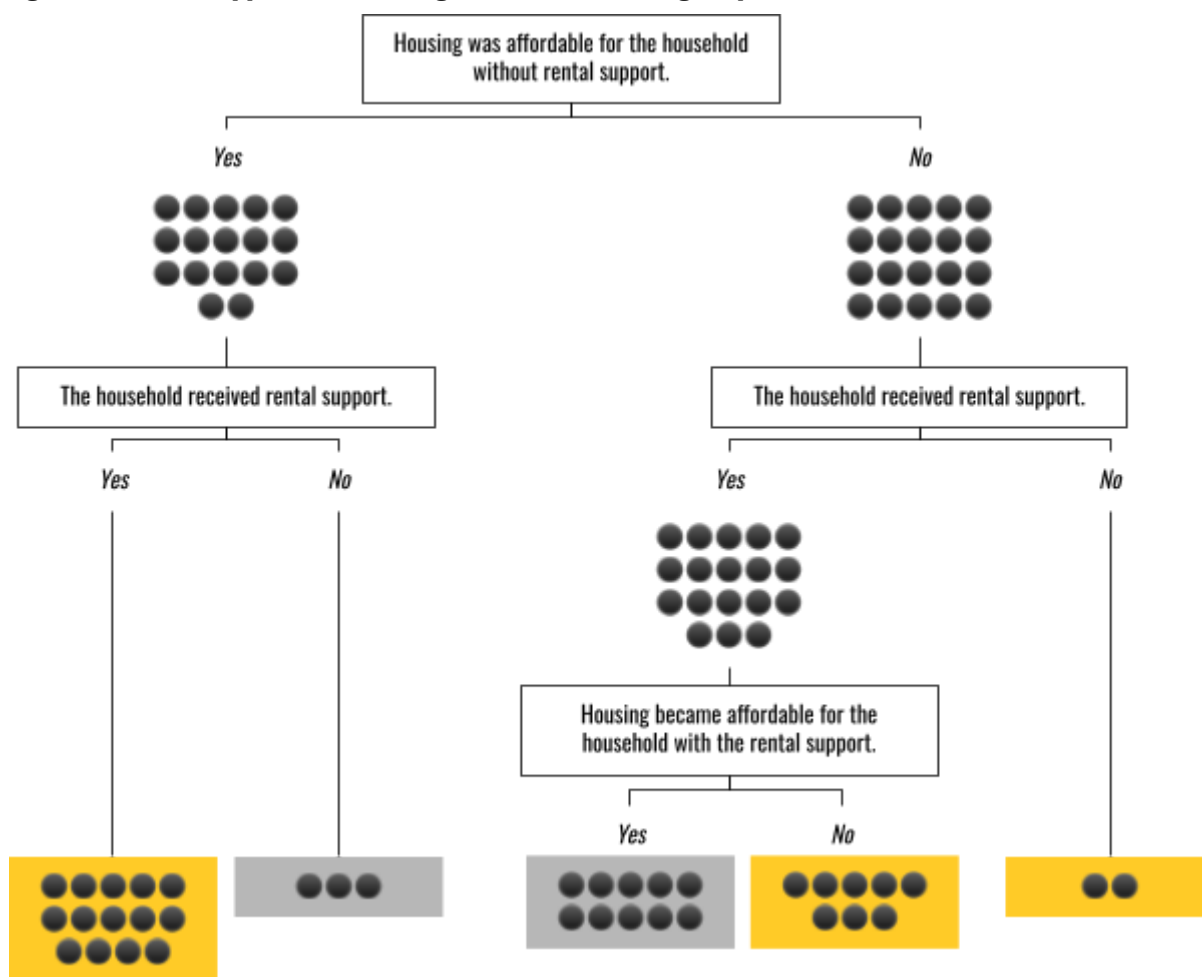 Housing was affordable for the household
without rental support.
Yes
No
The household received rental support.
The household received rental support.
Yes
No
Yes
No
Housing became affordable for the
household with the rental support.
Yes
No